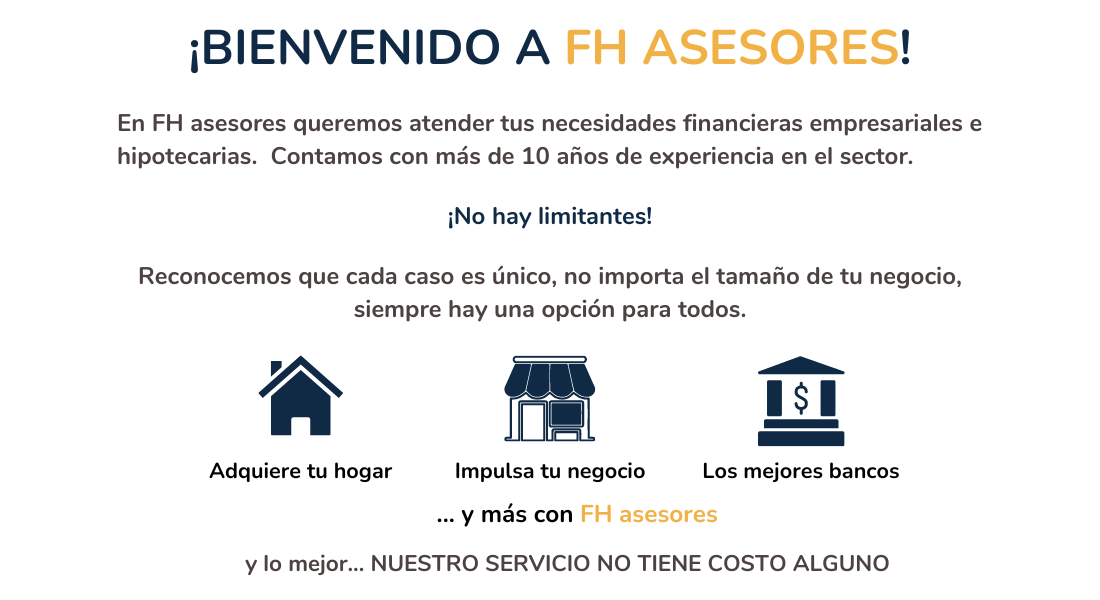 ¡BIENVENIDO A FH ASESORES!
En FH asesores queremos atender tus necesidades financieras empresariales e
hipotecarias.  Contamos con más de 10 años de experiencia en el sector.
¡No hay limitantes!
Reconocemos que cada caso es único, no importa el tamaño de tu negocio,
siempre hay una opción para todos.
$
Adquiere tu hogar
Impulsa tu negocio
Los mejores bancos
... y más con FH asesores
y lo mejor... NUESTRO SERVICIO NO TIENE COSTO ALGUNO